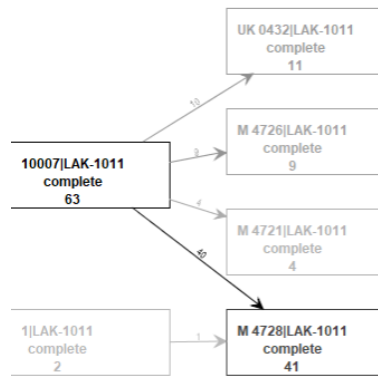 UK 0432|LAK-1011
complete
11
10
M 4726|LAK-1011
complete
9
9
10007|LAK-1011
complete
63
4
M 4721|LAK-1011
complete
4
40
1|LAK-1011
complete
2
1
M 4728|LAK-1011
complete
41